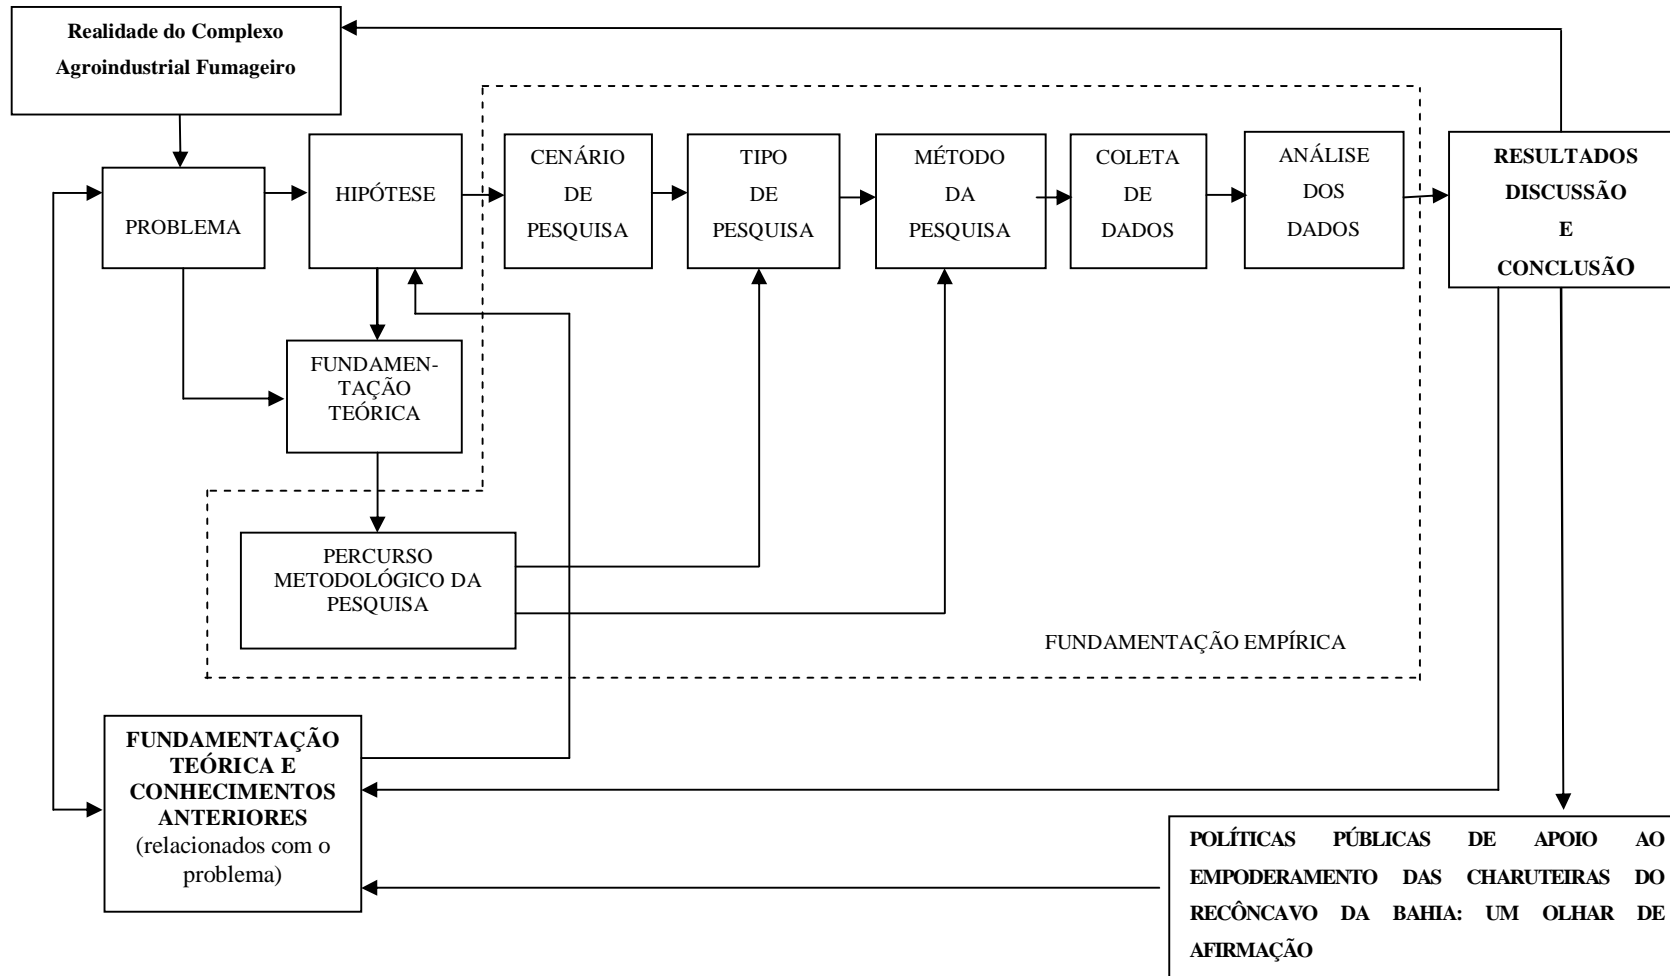 Realidade do Complexo
Agroindustrial Fumageiro
PROBLEMA
HIPÓTESE
CENÁRIO
DE
PESQUISA
TIPO
DE
PESQUISA
MÉTODO
DA
PESQUISA
COLETA
DE
DADOS
ANÁLISE
DOS
DADOS
RESULTADOS
DISCUSSÃO
E
CONCLUSÃO
FUNDAMEN-
TAÇÃO
TEÓRICA
PERCURSO
METODOLÓGICO DA
PESQUISA
FUNDAMENTAÇÃO EMPÍRICA
FUNDAMENTAÇÃO
TEÓRICA E
CONHECIMENTOS
ANTERIORES
(relacionados com o
problema)
POLÍTICAS PÚBLICAS DE APOIO AO
EMPODERAMENTO DAS CHARUTEIRAS DO
RECÔNCAVO DA BAHIA: UM OLHAR DE
AFIRMAÇÃO